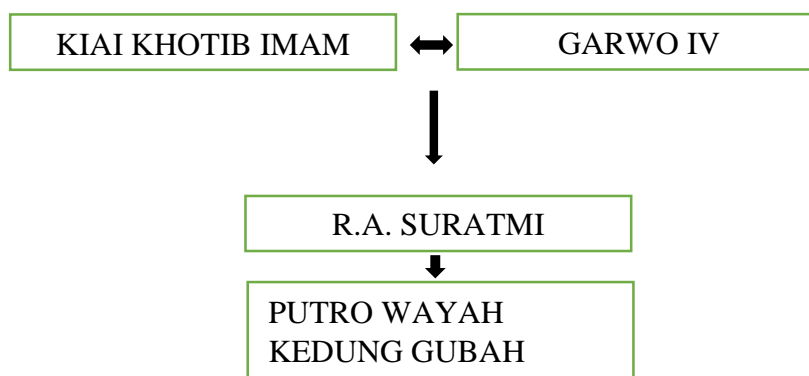 KIAI KHOTIB IMAM
GARWO IV
R.A. SURATMI
PUTRO WAYAH
KEDUNG GUBAH